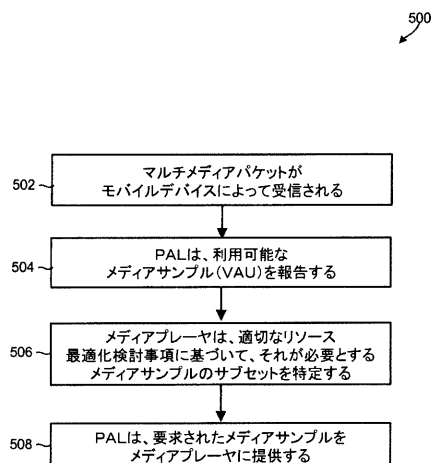 500
502
マルチメディアパケットが
モバイルデバイスによって受信される
504
PALは、利用可能な
メディアサンプル(VAU)を報告する
506
メディアプレーヤは、適切なリソース
最適化検討事項に基づいて、それが必要とする
メディアサンプルのサブセットを特定する
508
PALは、要求されたメディアサンプルを
メディアプレーヤに提供する